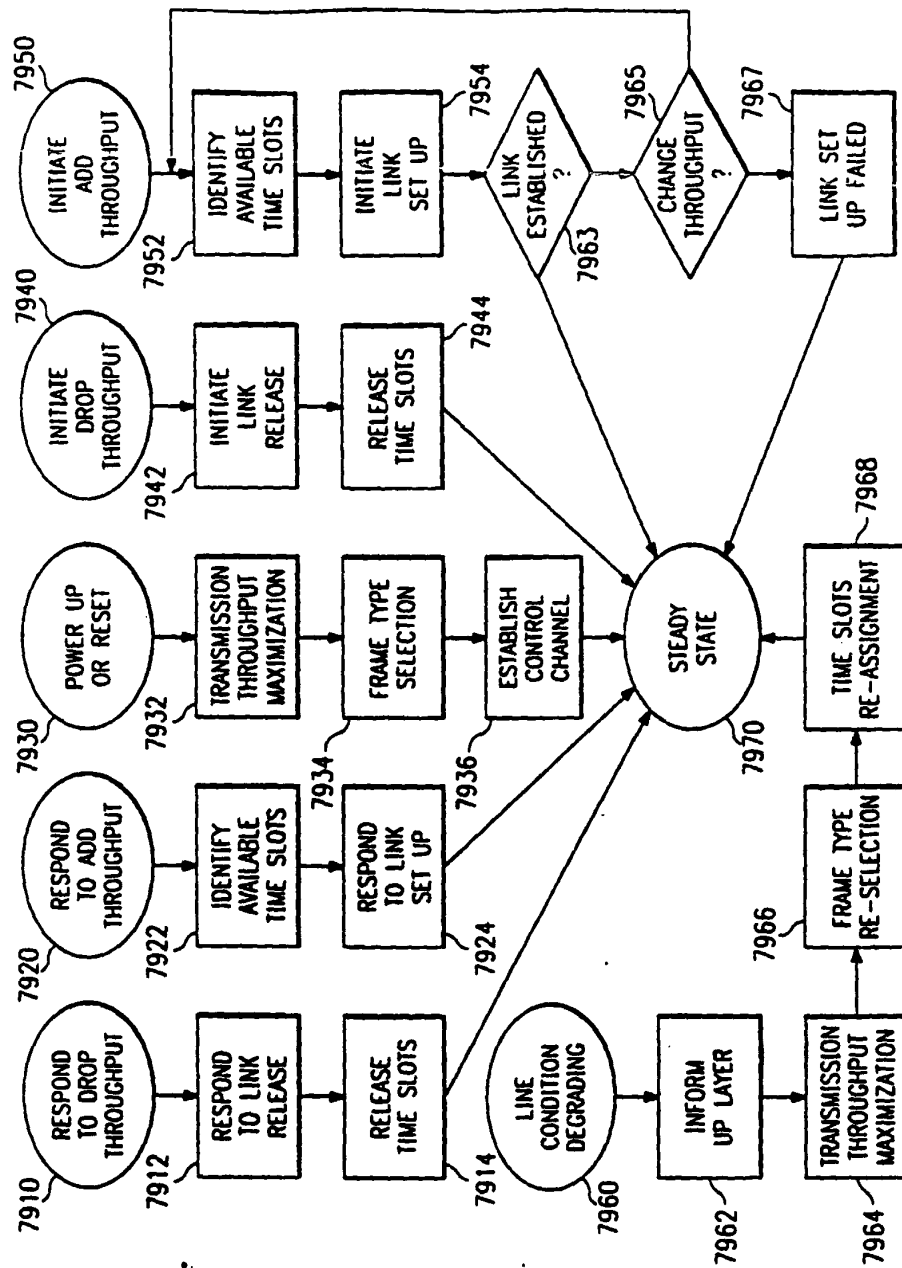 7910
RESPOND
TO DROP
THROUGHPUT
7912
RESPOND
TO LINK
RELEASE
7914
RELEASE
TIME SLOTS
7920
RESPOND
TO ADD
THROUGHPUT
7922
IDENTIFY
AVAILABLE
TIME SLOTS
7924
RESPOND
TO LINK
SET UP
7930
POWER UP
OR RESET
7932
TRANSMISSION
THROUGHPUT
MAXIMIZATION
7934
FRAME TYPE
SELECTION
7936
ESTABLISH
CONTROL
CHANNEL
7940
INITIATE
DROP
THROUGHPUT
7942
INITIATE
LINK
RELEASE
7944
RELEASE
TIME SLOTS
7950
INITIATE
ADD
THROUGHPUT
7952
IDENTIFY
AVAILABLE
TIME SLOTS
7954
INITIATE
LINK
SET UP
7963
LINK
ESTABLISHED
?
7965
CHANGE
THROUGHPUT
?
7967
LINK SET
UP FAILED
7960
LINE
CONDITION
DEGRADING
7962
INFORM
UP LAYER
7964
TRANSMISSION
THROUGHPUT
MAXIMIZATION
7966
FRAME TYPE
RE-SELECTION
7968
TIME SLOTS
RE-ASSIGNMENT
7970
STEADY
STATE